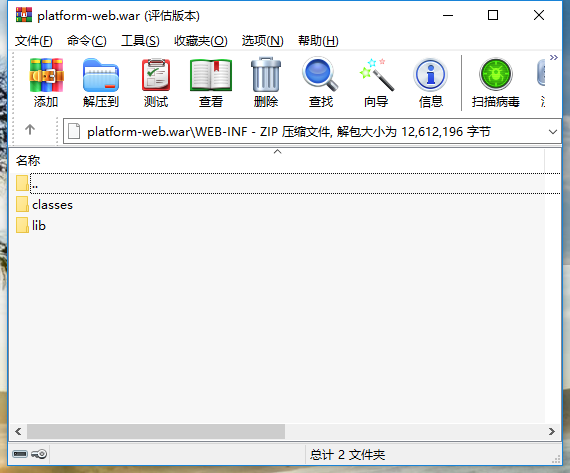 platform-web.war (评估版本)
文件(F) 命令(C) 工具(S) 收藏夹(O) 选项(N) 帮助(H)
添加 解压到 测试 查看 删除 查找 向导 信息 扫描病毒
platform-web.war\WEB-INF - ZIP 压缩文件, 解包大小为 12,612,196 字节
名称
..
classes
lib
总计 2 文件夹